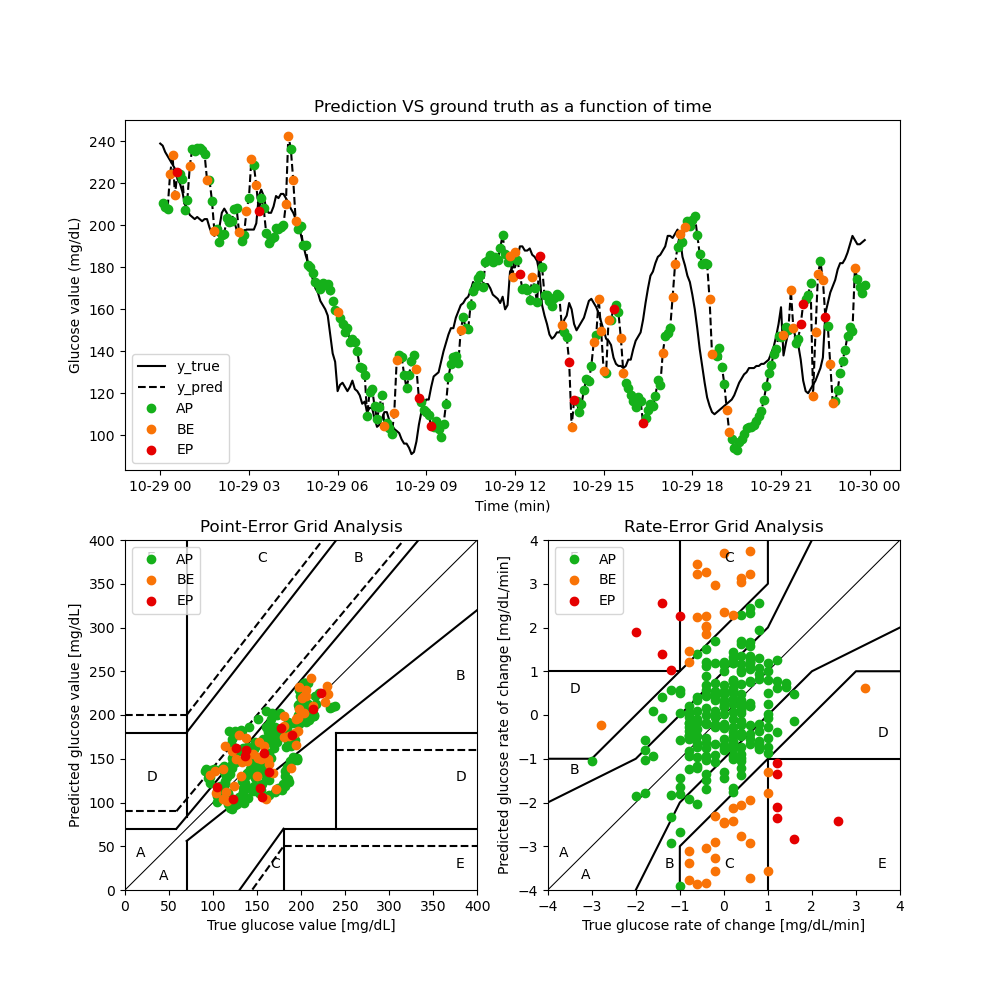 Prediction VS ground truth as a function of time
Glucose value (mg/dL)
240
220
200
180
160
140
120
100
y_true
y_pred
AP
BE
EP
10-29 00
10-29 03
10-29 06
10-29 09
10-29 12
10-29 15
10-29 18
10-29 21
10-30 00
Time (min)
Point-Error Grid Analysis
Predicted glucose value [mg/dL]
400
350
300
250
200
150
100
50
0
AP
BE
EP
C
B
B
D
D
A
A
C
E
0
50
100
150
200
250
300
350
400
True glucose value [mg/dL]
Rate-Error Grid Analysis
Predicted glucose rate of change [mg/dL/min]
4
3
2
1
0
−1
−2
−3
−4
AP
BE
EP
C
D
D
B
A
A
B
C
E
−4
−3
−2
−1
0
1
2
3
4
True glucose rate of change [mg/dL/min]